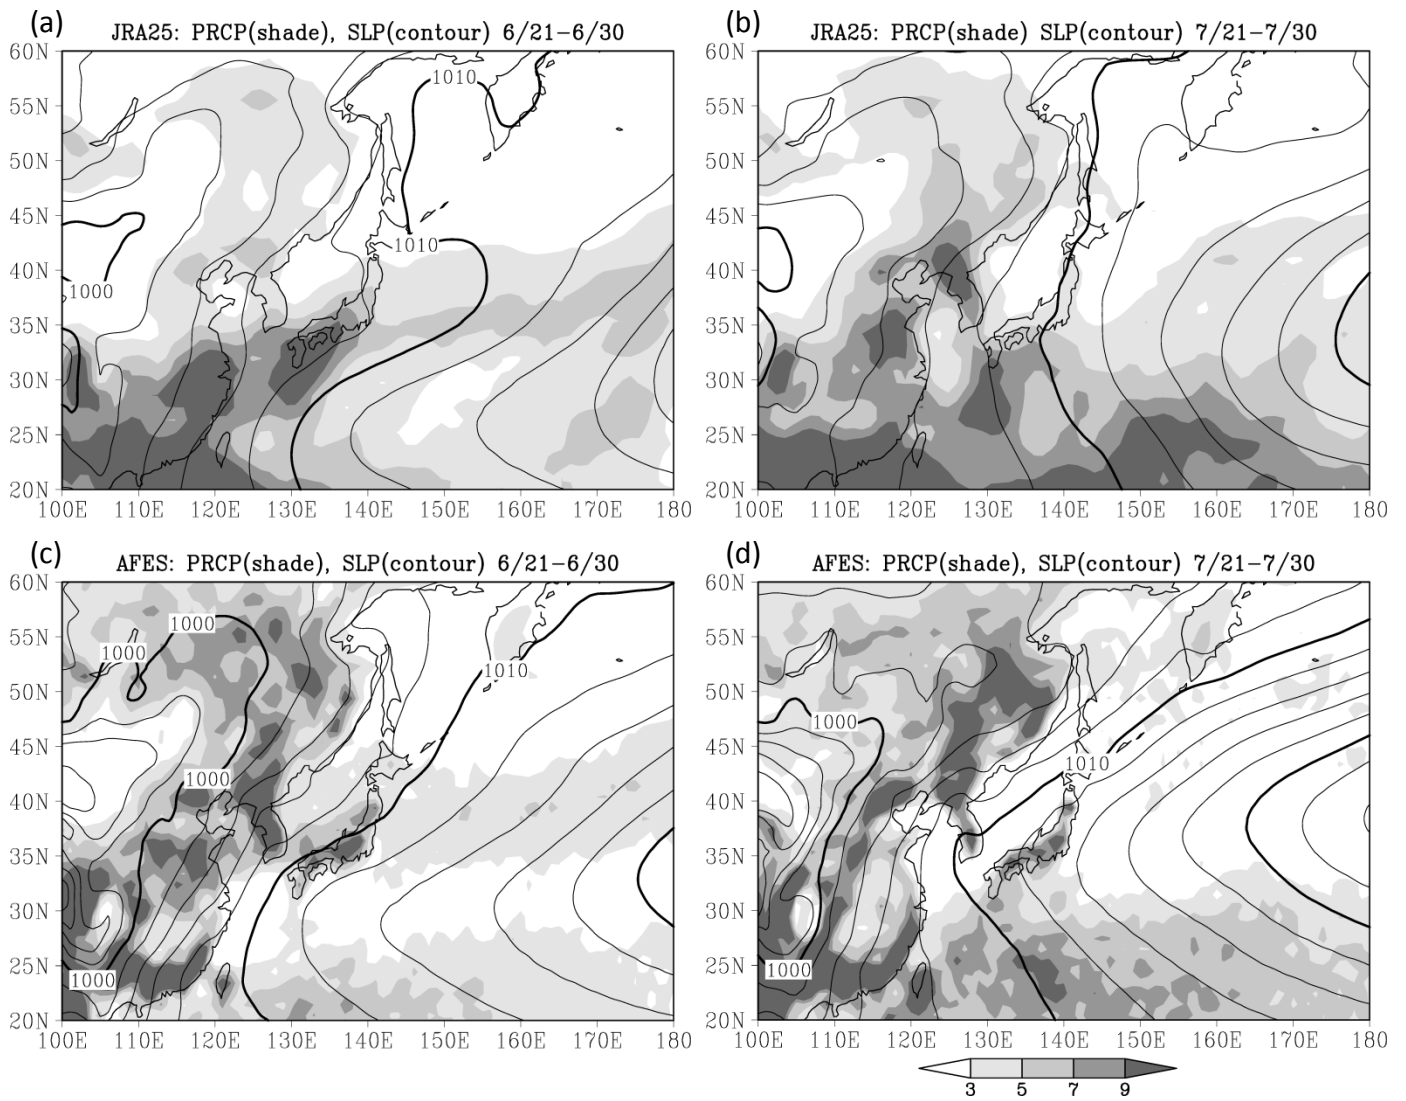 (a)
JRA25: PRCP(shade), SLP(contour) 6/21−6/30
60N
55N
50N
45N
40N
35N
30N
25N
20N
100E 110E 120E 130E 140E 150E 160E 170E 180
1010
1010
1000
(b)
JRA25: PRCP(shade) SLP(contour) 7/21−7/30
60N
55N
50N
45N
40N
35N
30N
25N
20N
100E 110E 120E 130E 140E 150E 160E 170E 180
(c)
AFES: PRCP(shade), SLP(contour) 6/21−6/30
60N
55N
50N
45N
40N
35N
30N
25N
20N
100E 110E 120E 130E 140E 150E 160E 170E 180
1000
1000
1010
1000
1000
(d)
AFES: PRCP(shade), SLP(contour) 7/21−7/30
60N
55N
50N
45N
40N
35N
30N
25N
20N
100E 110E 120E 130E 140E 150E 160E 170E 180
1000
1010
1000
3 5 7 9